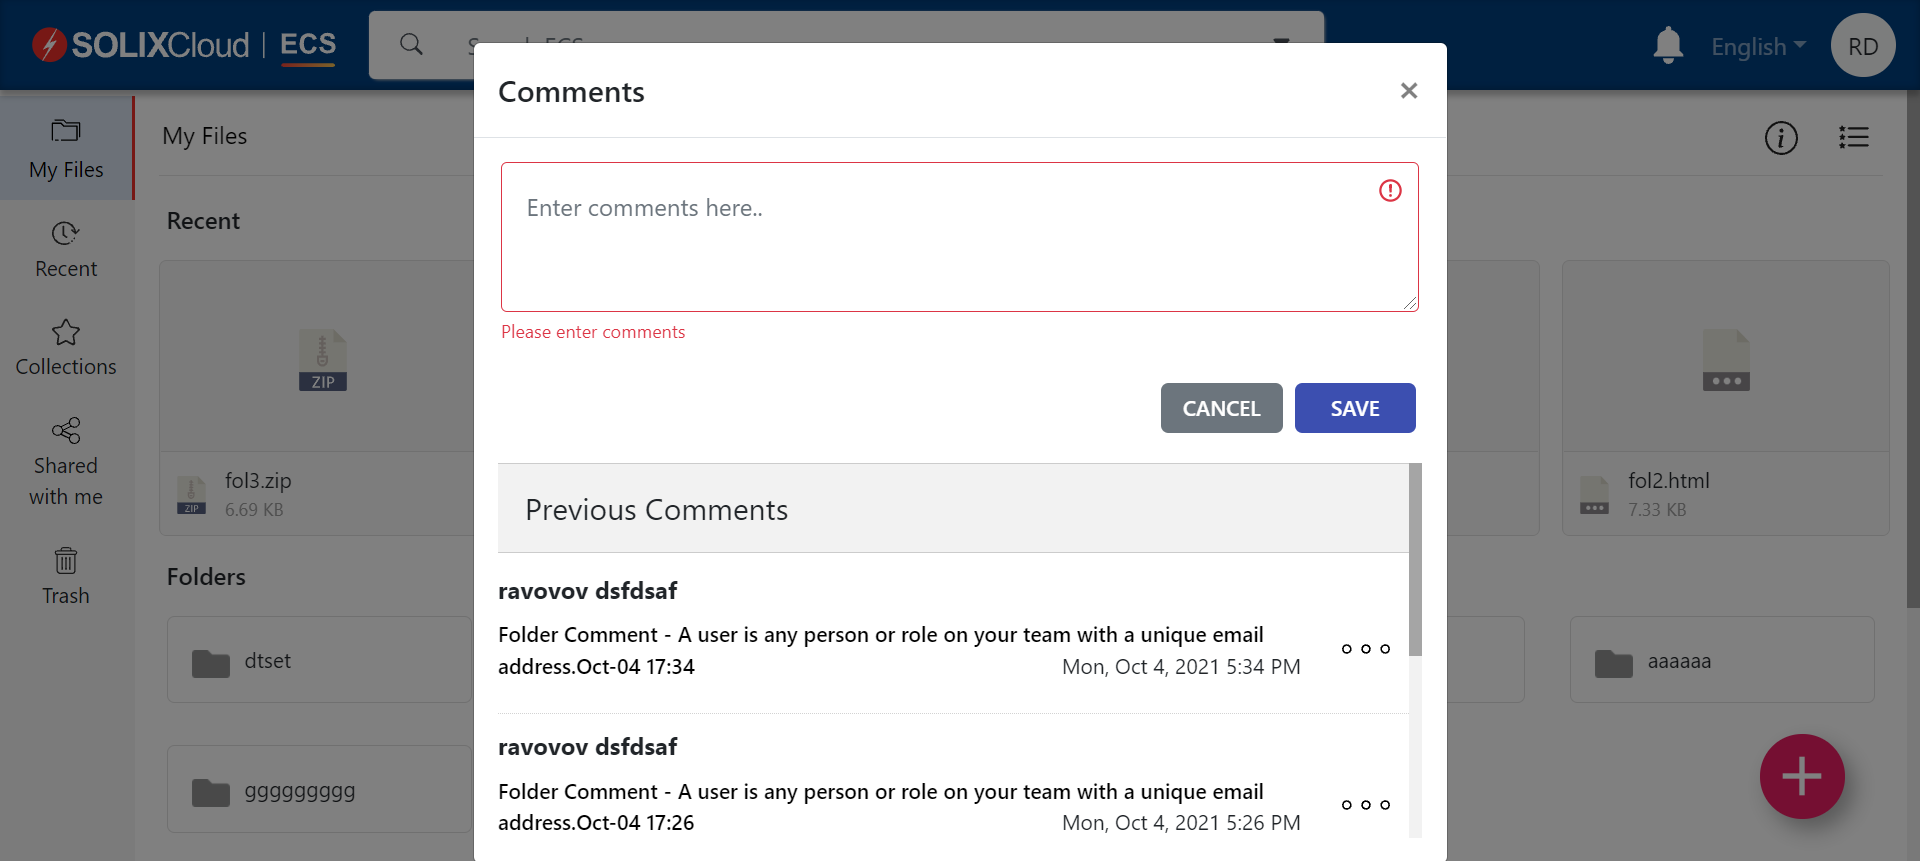 SOLIXCloud | ECS
English
RD
Comments
My Files
My Files
Enter comments here..
Please enter comments
Recent
Recent
Collections
CANCEL
SAVE
ZIP
Shared
with me
fol3.zip
6.69 KB
ZIP
fol2.html
7.33 KB
Previous Comments
Trash
Folders
ravovov dsfdsaf
Folder Comment - A user is any person or role on your team with a unique email
address.Oct-04 17:34
Mon, Oct 4, 2021 5:34 PM
dtset
aaaaaa
ravovov dsfdsaf
Folder Comment - A user is any person or role on your team with a unique email
address.Oct-04 17:26
Mon, Oct 4, 2021 5:26 PM
ggggggggg